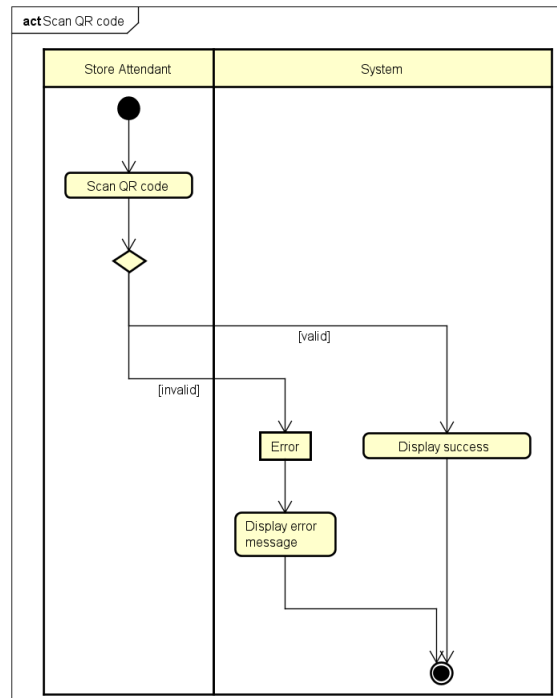 act Scan QR code
Store Attendant
System
Scan QR code
[valid]
[invalid]
Error
Display success
Display error
message